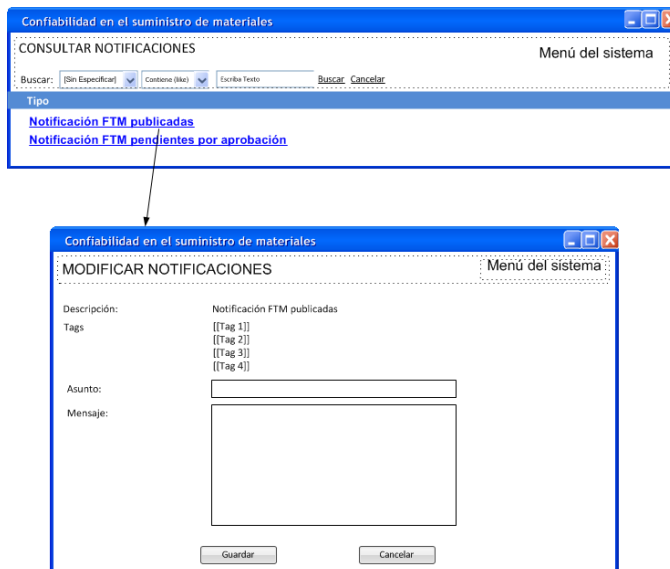 Confiabilidad en el suministro de materiales
CONSULTAR NOTIFICACIONES
Menú del sistema
Buscar: [Sin Especificar] Contiene (like) Escriba Texto Buscar Cancelar
Tipo
Notificación FTM publicadas
Notificación FTM pendientes por aprobación
Confiabilidad en el suministro de materiales
MODIFICAR NOTIFICACIONES
Menú del sistema
Descripción: Notificación FTM publicadas
Tags [[Tag 1]]
[[Tag 2]]
[[Tag 3]]
[[Tag 4]]
Asunto:
Mensaje:
Guardar Cancelar